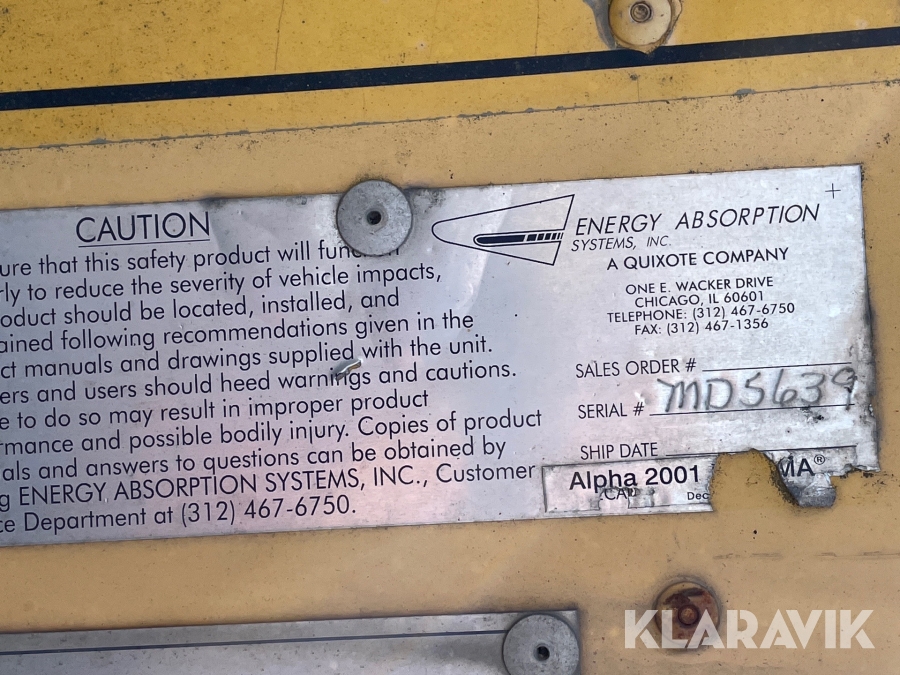 CAUTION
ure that this safety product will
rly to reduce the severity of vehicle impacts,
oduct should be located, installed, and
ained following recommendations given in the
ct manuals and drawings supplied with the unit.
ers and users should heed warnings and cautions.
e to do so may result in improper product
rmance and possible bodily injury. Copies of product
als and answers to questions can be obtained by
g ENERGY ABSORPTION SYSTEMS, INC., Customer
ce Department at (312) 467-6750.
ENERGY ABSORPTION
SYSTEMS, INC.
A QUIXOTE COMPANY
ONE E. WACKER DRIVE
CHICAGO, IL 60601
TELEPHONE: (312) 467-6750
FAX: (312) 467-1356
SALES ORDER #
SERIAL # MD5639
SHIP DATE
Alpha 2001 MA®
Dec
KLARAVIK